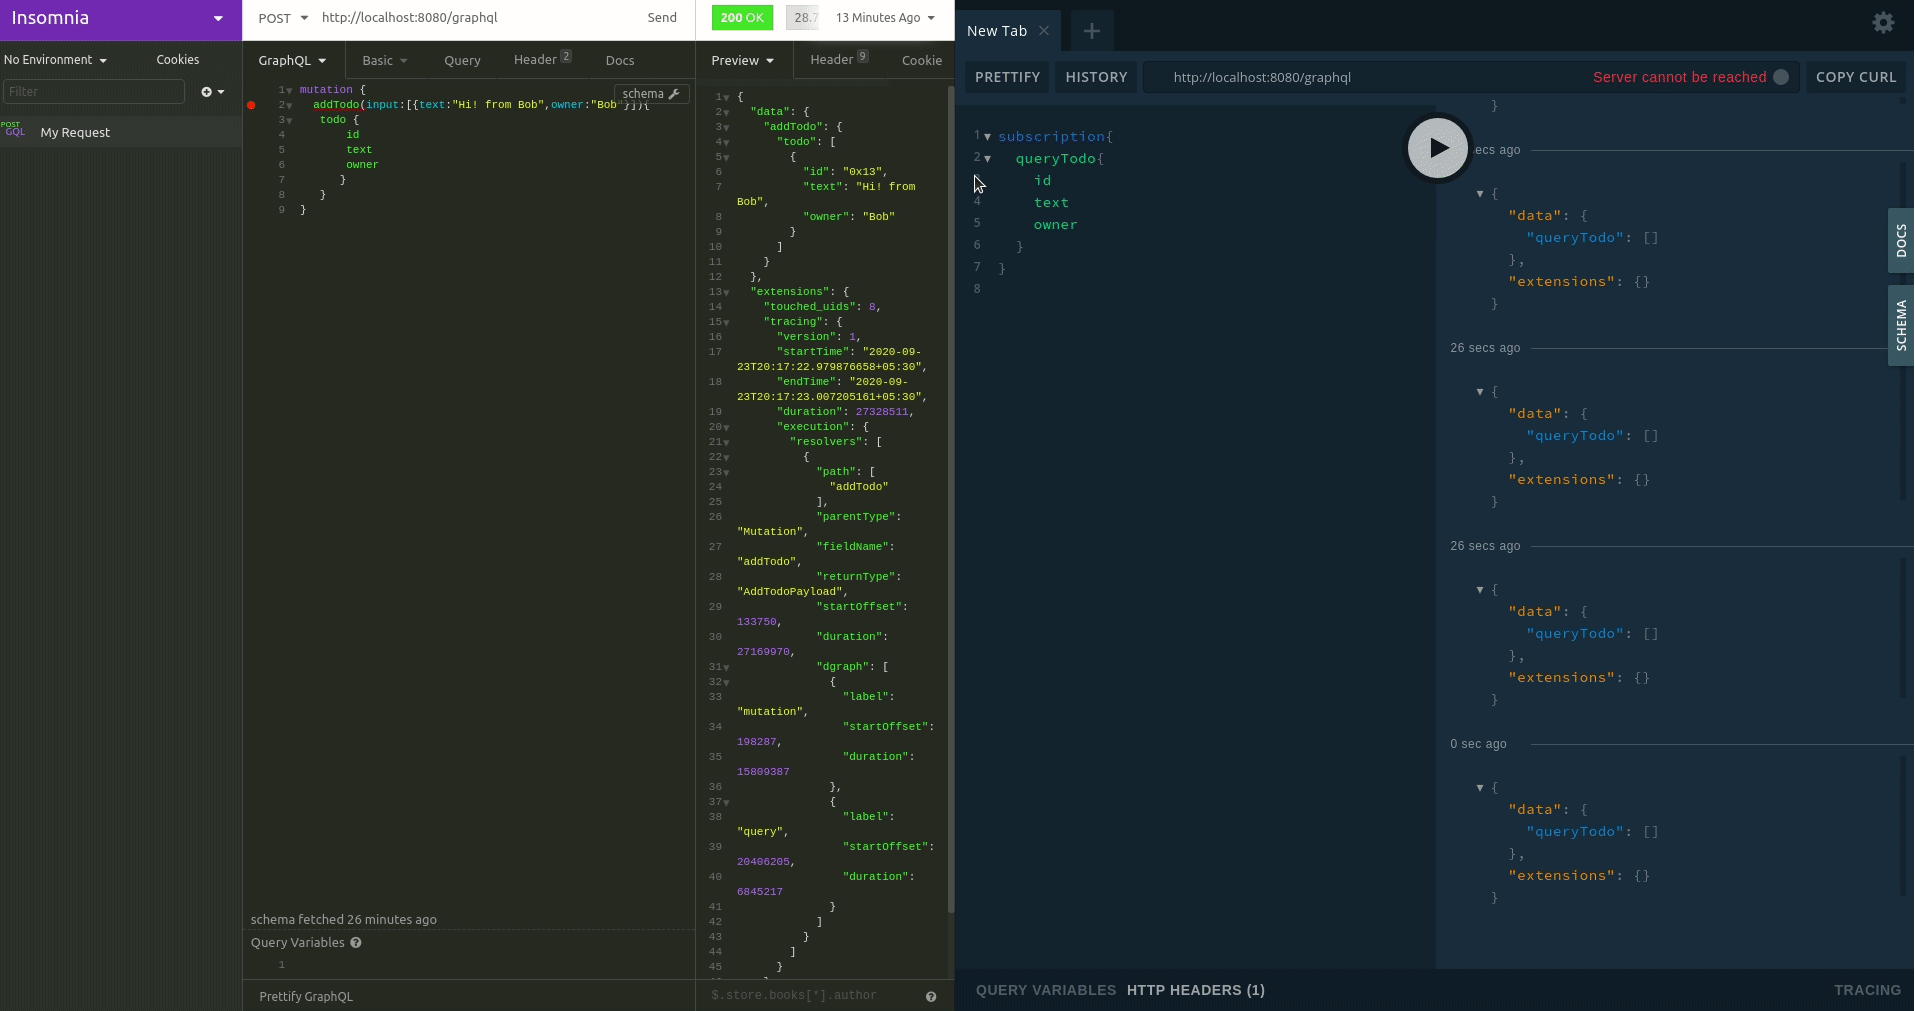 Insomnia
POST http://localhost:8080/graphql Send
200 OK 28.7 13 Minutes Ago
No Environment Cookies
Filter
POST
GQL My Request
GraphQL Basic Query Header 2 Docs
schema
1 mutation {
2 addTodo(input:[{text:"Hi! from Bob",owner:"Bob"}]){
3 todo {
4 id
5 text
6 owner
7 }
8 }
9 }
schema fetched 26 minutes ago
Query Variables ?
1
Prettify GraphQL
Preview Header 9 Cookie
1 {
2 "data": {
3 "addTodo": {
4 "todo": [
5 {
6 "id": "0x13",
7 "text": "Hi! from
Bob",
8 "owner": "Bob"
9 }
10 ]
11 }
12 },
13 "extensions": {
14 "touched_uids": 8,
15 "tracing": {
16 "version": 1,
17 "startTime": "2020-09-
23T20:17:22.979876658+05:30",
18 "endTime": "2020-09-
23T20:17:23.007205161+05:30",
19 "duration": 27328511,
20 "execution": {
21 "resolvers": [
22 {
23 "path": [
24 "addTodo"
25 ],
26 "parentType":
"Mutation",
27 "fieldName":
"addTodo",
28 "returnType":
"AddTodoPayload",
29 "startOffset":
133750,
30 "duration":
27169970,
31 "dgraph": [
32 {
33 "label":
"mutation",
34 "startOffset":
198287,
35 "duration":
15809387
36 },
37 {
38 "label":
"query",
39 "startOffset":
20406205,
40 "duration":
6845217
41 }
42 ]
43 }
44 ]
45 }
$.store.books[*].author ?
New Tab
PRETTIFY HISTORY http://localhost:8080/graphql Server cannot be reached COPY CURL
1 subscription{
2 queryTodo{
id
4 text
5 owner
6 }
7 }
8
}
ecs ago
{
"data": {
"queryTodo": []
},
"extensions": {}
}
26 secs ago
{
"data": {
"queryTodo": []
},
"extensions": {}
}
26 secs ago
{
"data": {
"queryTodo": []
},
"extensions": {}
}
0 sec ago
{
"data": {
"queryTodo": []
},
"extensions": {}
}
DOCS
SCHEMA
QUERY VARIABLES HTTP HEADERS (1) TRACING